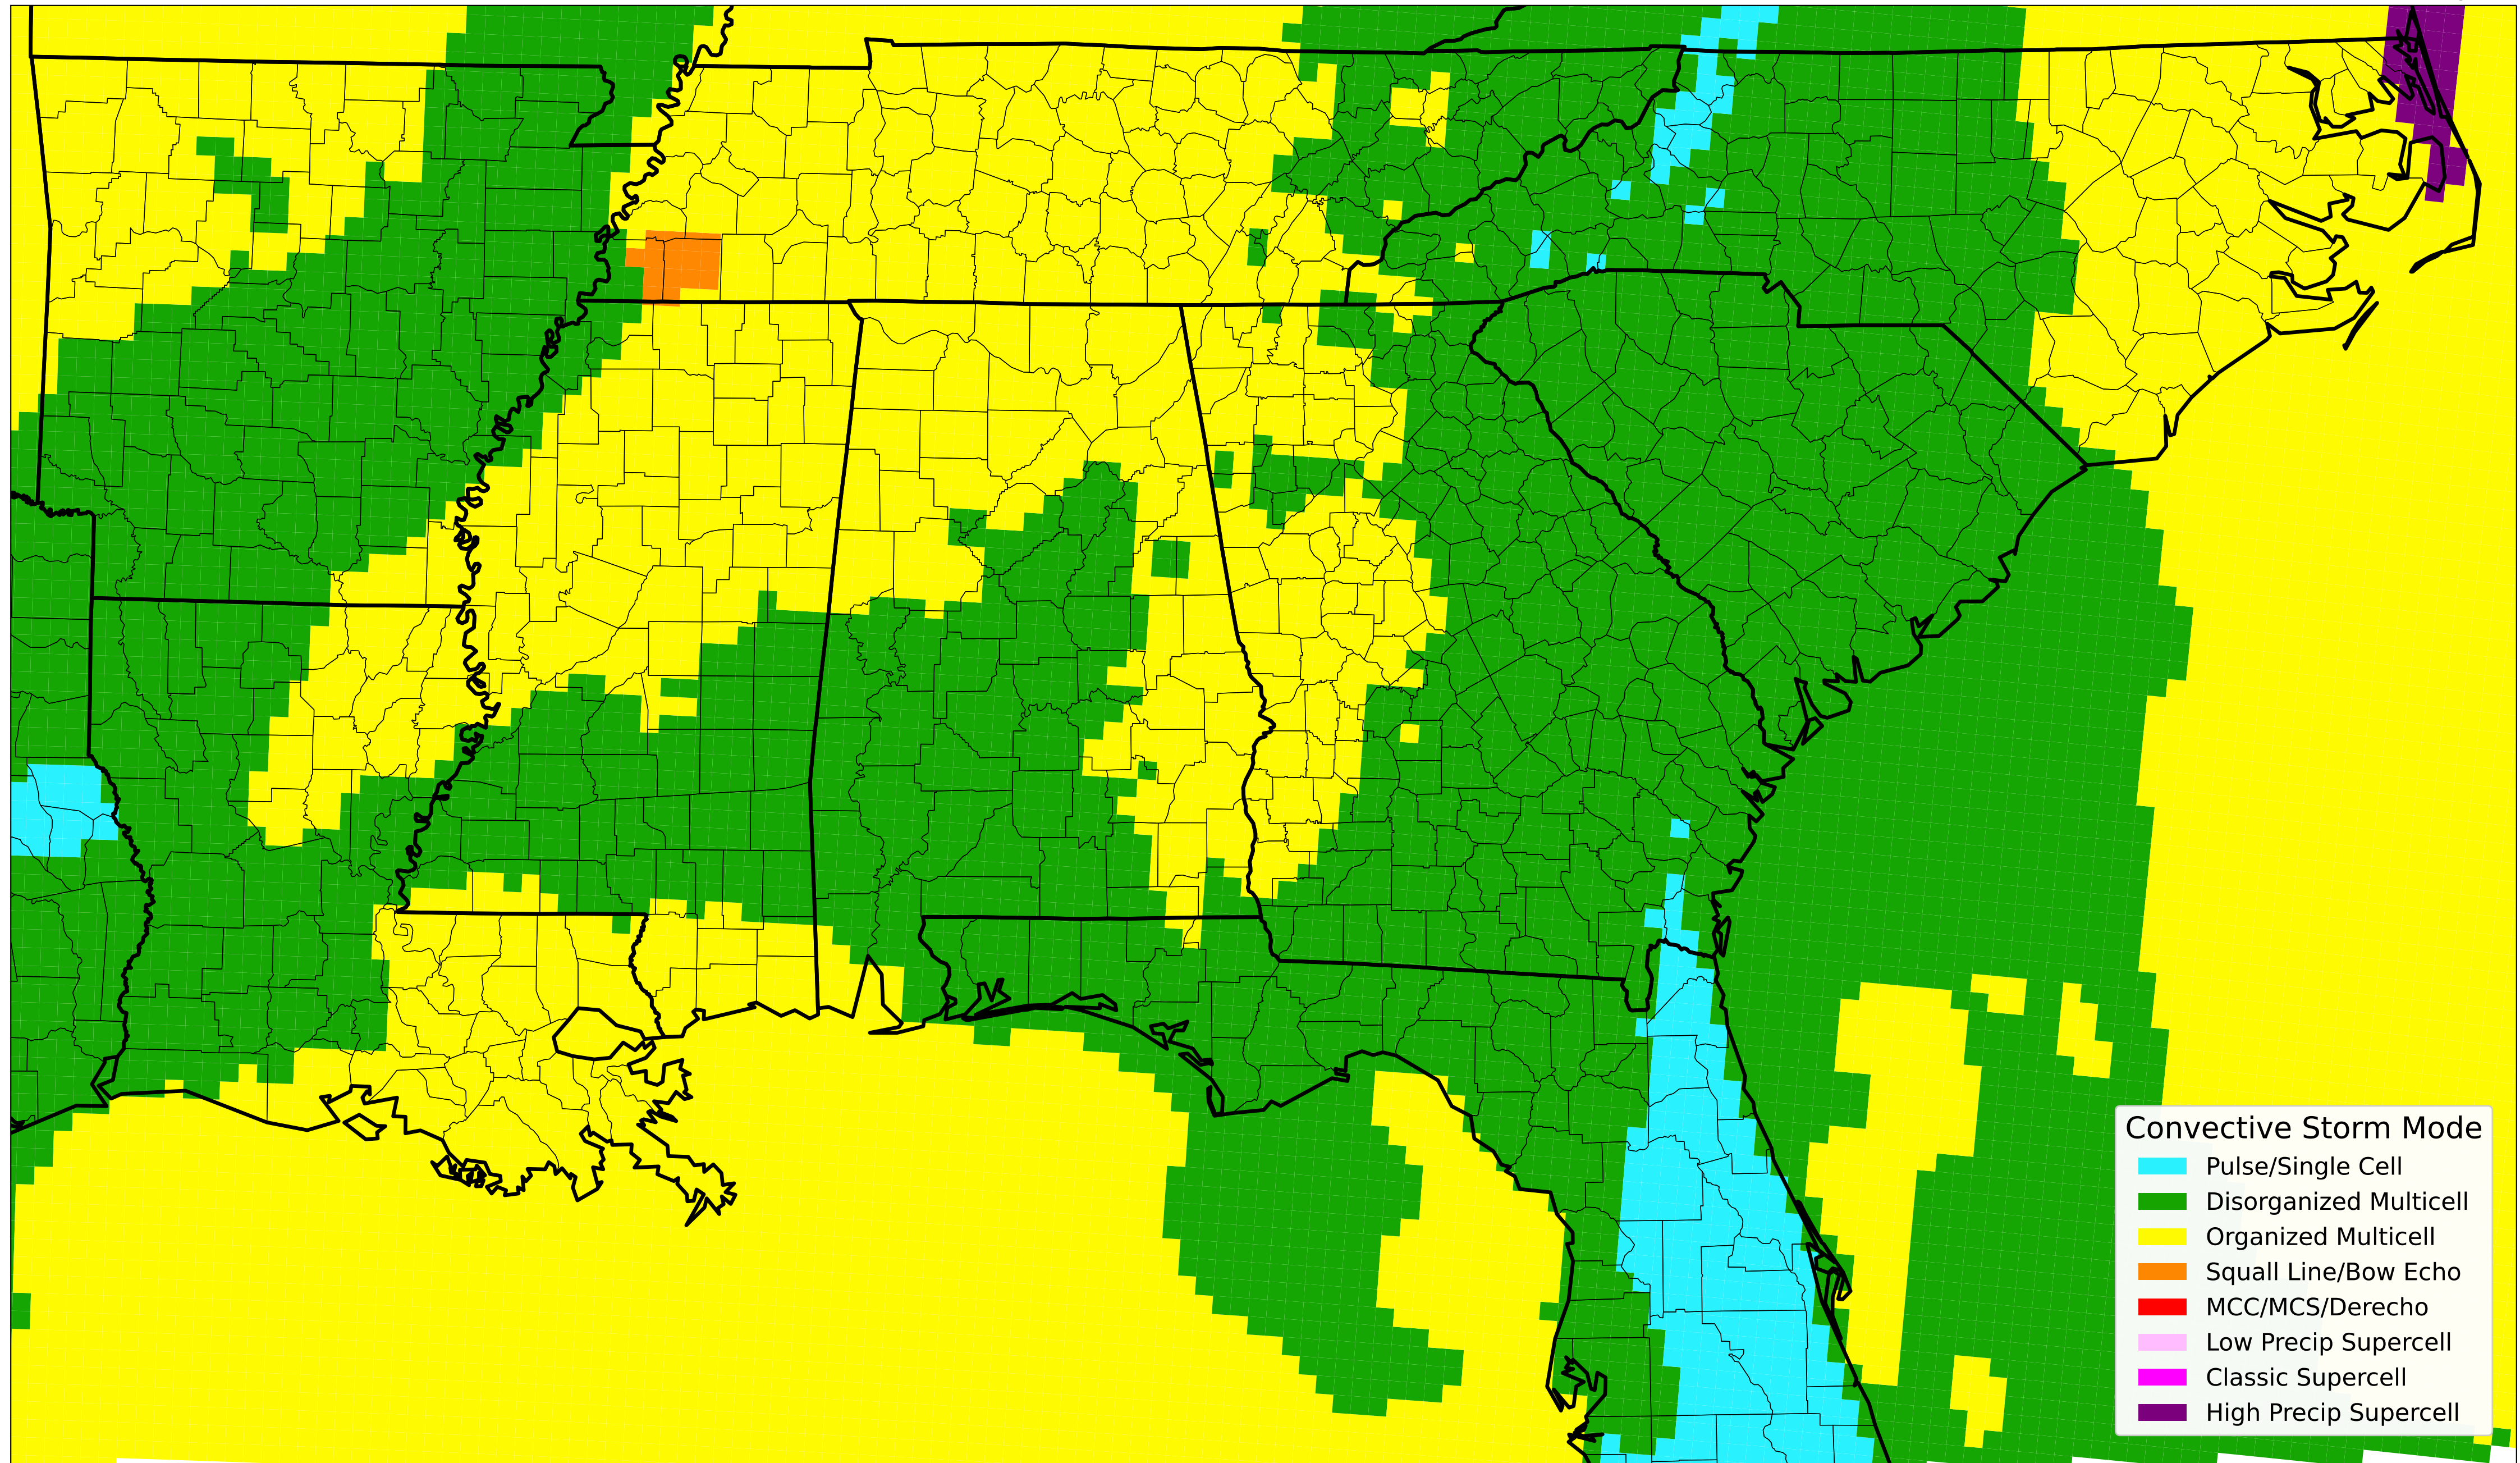 Convective Storm Mode
Pulse/Single Cell
Disorganized Multicell
Organized Multicell
Squall Line/Bow Echo
MCC/MCS/Derecho
Low Precip Supercell
Classic Supercell
High Precip Supercell